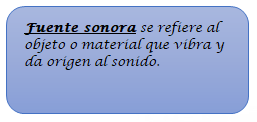 Fuente sonora se refiere al
objeto o material que vibra y
da origen al sonido.